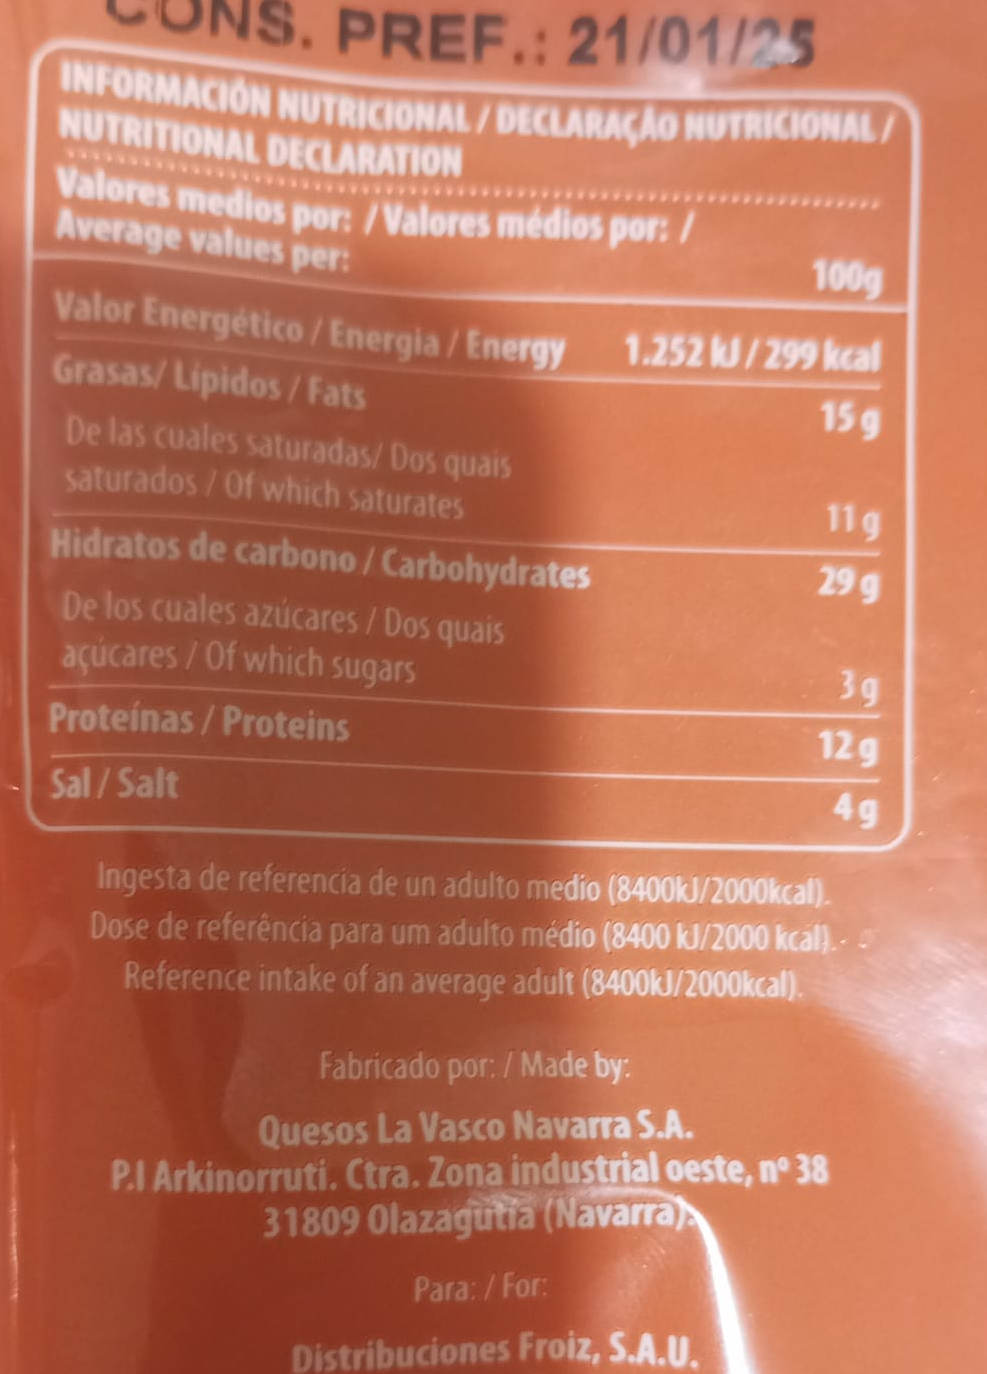 CONS. PREF.: 21/01/25
INFORMACIÓN NUTRICIONAL / DECLARAÇÃO NUTRICIONAL /
NUTRITIONAL DECLARATION
Valores medios por: / Valores médios por: /
Average values per:
100g
Valor Energético / Energia / Energy 1.252 kJ / 299 kcal
Grasas/ Lípidos / Fats 15 g
De las cuales saturadas/ Dos quais
saturados / Of which saturates 11 g
Hidratos de carbono / Carbohydrates 29 g
De los cuales azúcares / Dos quais
açúcares / Of which sugars 3 g
Proteínas / Proteins 12 g
Sal / Salt 4 g
Ingesta de referencia de un adulto medio (8400kJ/2000kcal).
Dose de referência para um adulto médio (8400 kJ/2000 kcal).
Reference intake of an average adult (8400kJ/2000kcal).
Fabricado por: / Made by:
Quesos La Vasco Navarra S.A.
P.I Arkinorruti. Ctra. Zona industrial oeste, nº 38
31809 Olazagutia (Navarra).
Para: / For:
Distribuciones Froiz, S.A.U.